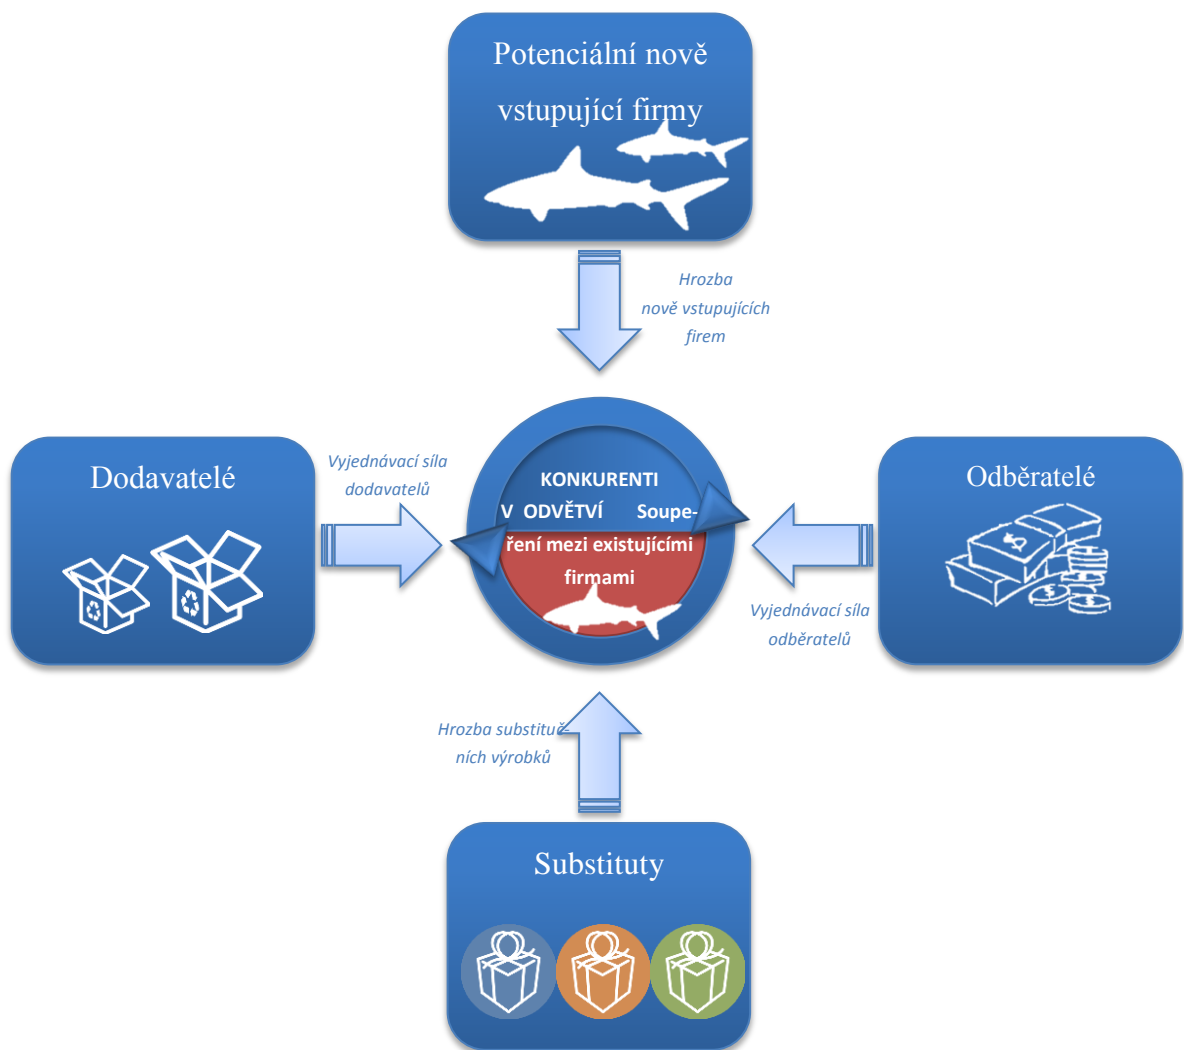 Potenciální nově
vstupující firmy
Hrozba
nově vstupujících
firem
Dodavatelé
Vyjednávací síla
dodavatelů
KONKURENTI
V ODVĚTVÍ Soupe-
ření mezi existujícími
firmami
Odběratelé
Vyjednávací síla
odběratelů
Hrozba substituč-
ních výrobků
Substituty